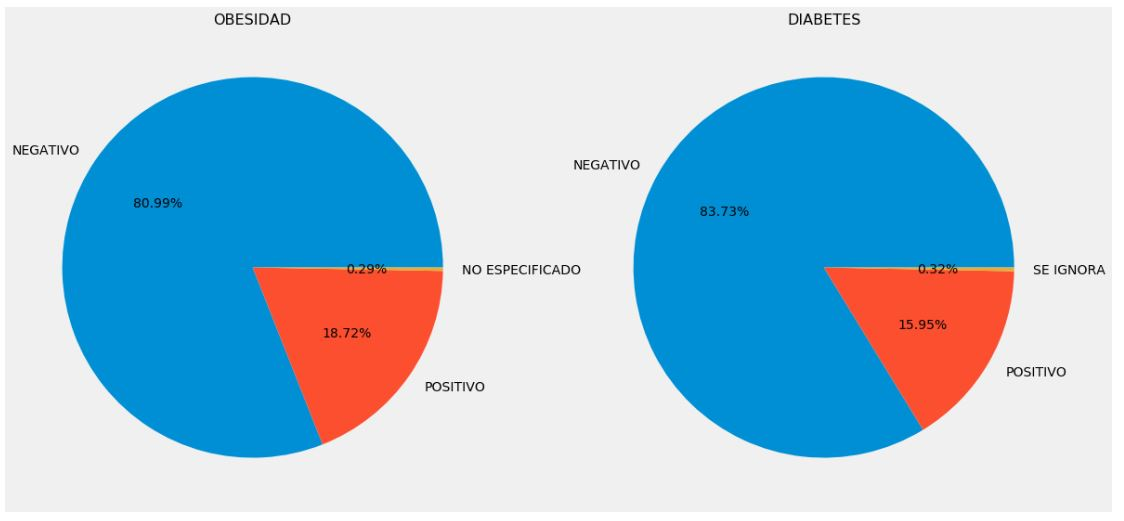 OBESIDAD
NEGATIVO
80.99%
0.29%
NO ESPECIFICADO
18.72%
POSITIVO
DIABETES
NEGATIVO
83.73%
0.32%
SE IGNORA
15.95%
POSITIVO